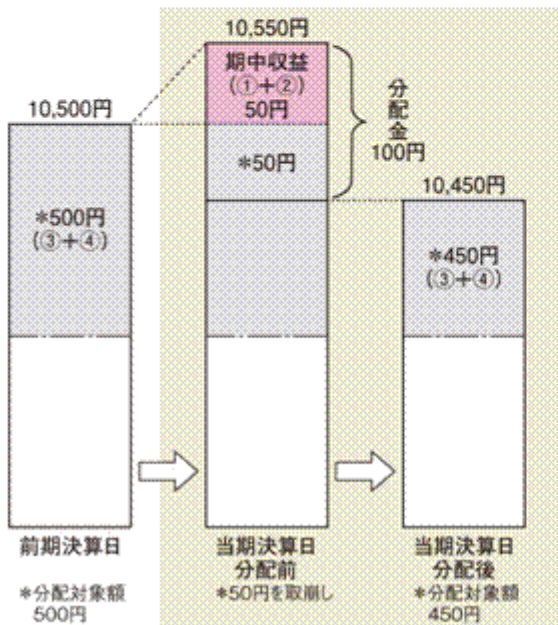 10,550円
期中収益
(①+②)
50円
分配金
100円
10,500円
*50円
10,450円
*500円
(③+④)
*450円
(③+④)
前期決算日
当期決算日
分配前
当期決算日
分配後
*分配対象額
500円
*50円を取崩し
*分配対象額
450円